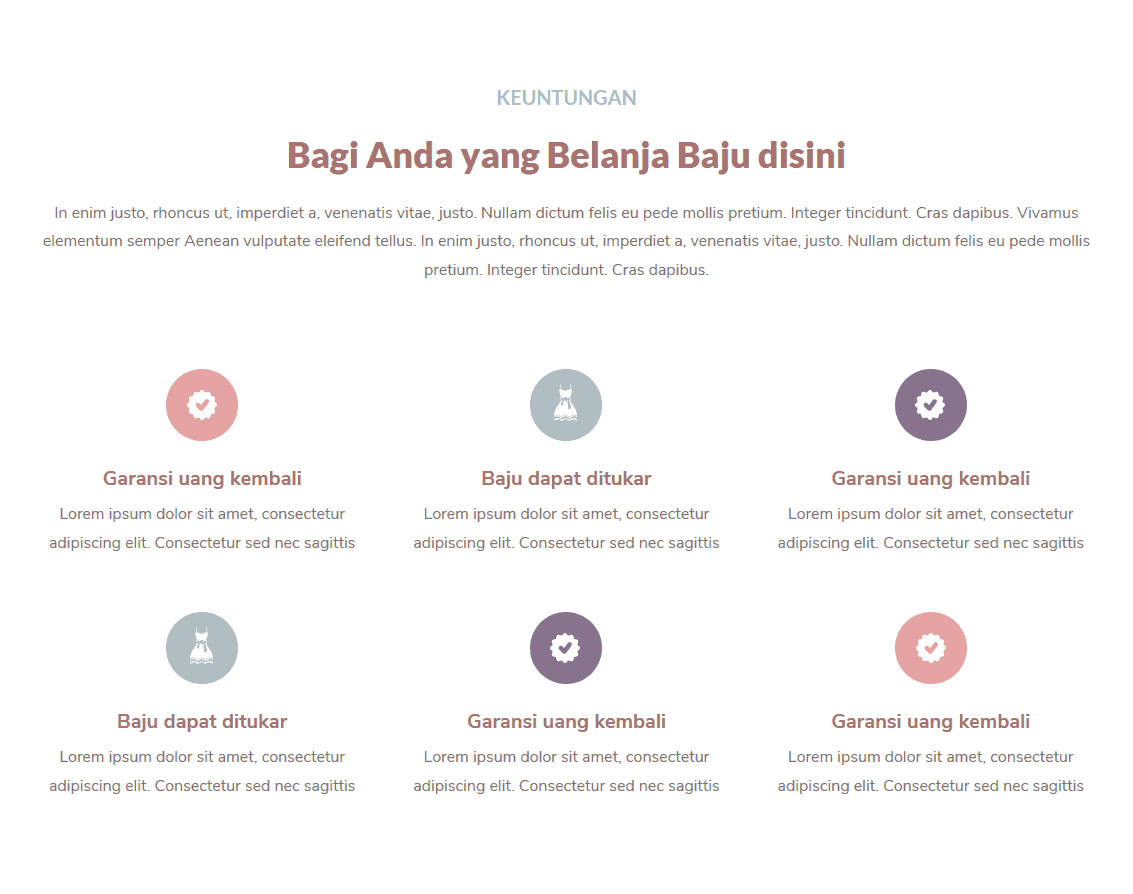 KEUNTUNGAN
Bagi Anda yang Belanja Baju disini
In enim justo, rhoncus ut, imperdiet a, venenatis vitae, justo. Nullam dictum felis eu pede mollis pretium. Integer tincidunt. Cras dapibus. Vivamus
elementum semper Aenean vulputate eleifend tellus. In enim justo, rhoncus ut, imperdiet a, venenatis vitae, justo. Nullam dictum felis eu pede mollis
pretium. Integer tincidunt. Cras dapibus.
Garansi uang kembali
Lorem ipsum dolor sit amet, consectetur
adipiscing elit. Consectetur sed nec sagittis
Baju dapat ditukar
Lorem ipsum dolor sit amet, consectetur
adipiscing elit. Consectetur sed nec sagittis
Garansi uang kembali
Lorem ipsum dolor sit amet, consectetur
adipiscing elit. Consectetur sed nec sagittis
Baju dapat ditukar
Lorem ipsum dolor sit amet, consectetur
adipiscing elit. Consectetur sed nec sagittis
Garansi uang kembali
Lorem ipsum dolor sit amet, consectetur
adipiscing elit. Consectetur sed nec sagittis
Garansi uang kembali
Lorem ipsum dolor sit amet, consectetur
adipiscing elit. Consectetur sed nec sagittis